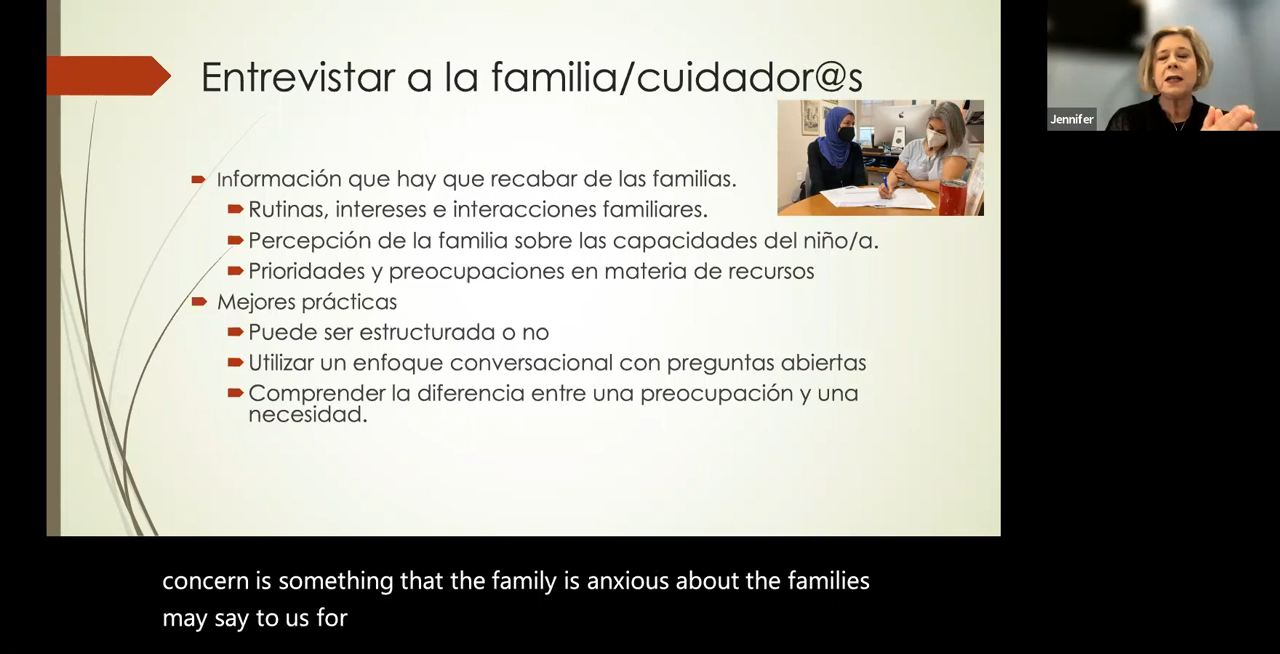 Entrevistar a la familia/cuidador@s
Jennifer
Información que hay que recabar de las familias.
Rutinas, intereses e interacciones familiares.
Percepción de la familia sobre las capacidades del niño/a.
Prioridades y preocupaciones en materia de recursos
Mejores prácticas
Puede ser estructurada o no
Utilizar un enfoque conversacional con preguntas abiertas
Comprender la diferencia entre una preocupación y una
necesidad.
concern is something that the family is anxious about the families
may say to us for